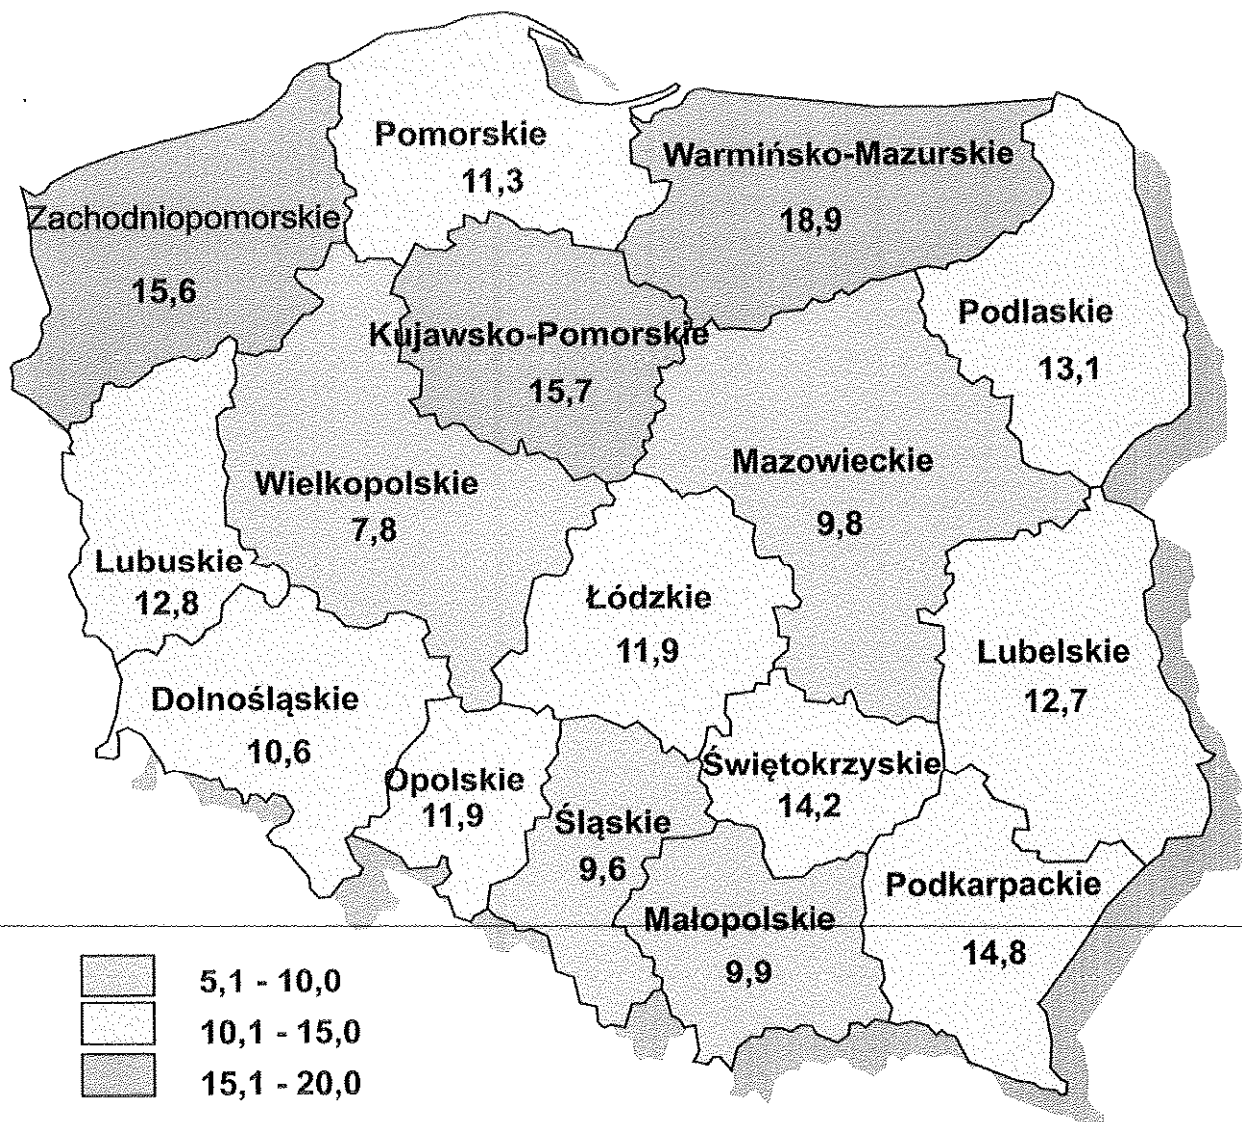 Pomorskie
11,3
Warmińsko-Mazurskie
18,9
Zachodniopomorskie
15,6
Podlaskie
13,1
Kujawsko-Pomorskie
15,7
Mazowieckie
9,8
Wielkopolskie
7,8
Lubuskie
12,8
Łódzkie
11,9
Lubelskie
12,7
Dolnośląskie
10,6
Opolskie
11,9
Świętokrzyskie
14,2
Śląskie
9,6
Podkarpackie
14,8
Małopolskie
9,9
5,1 - 10,0
10,1 - 15,0
15,1 - 20,0